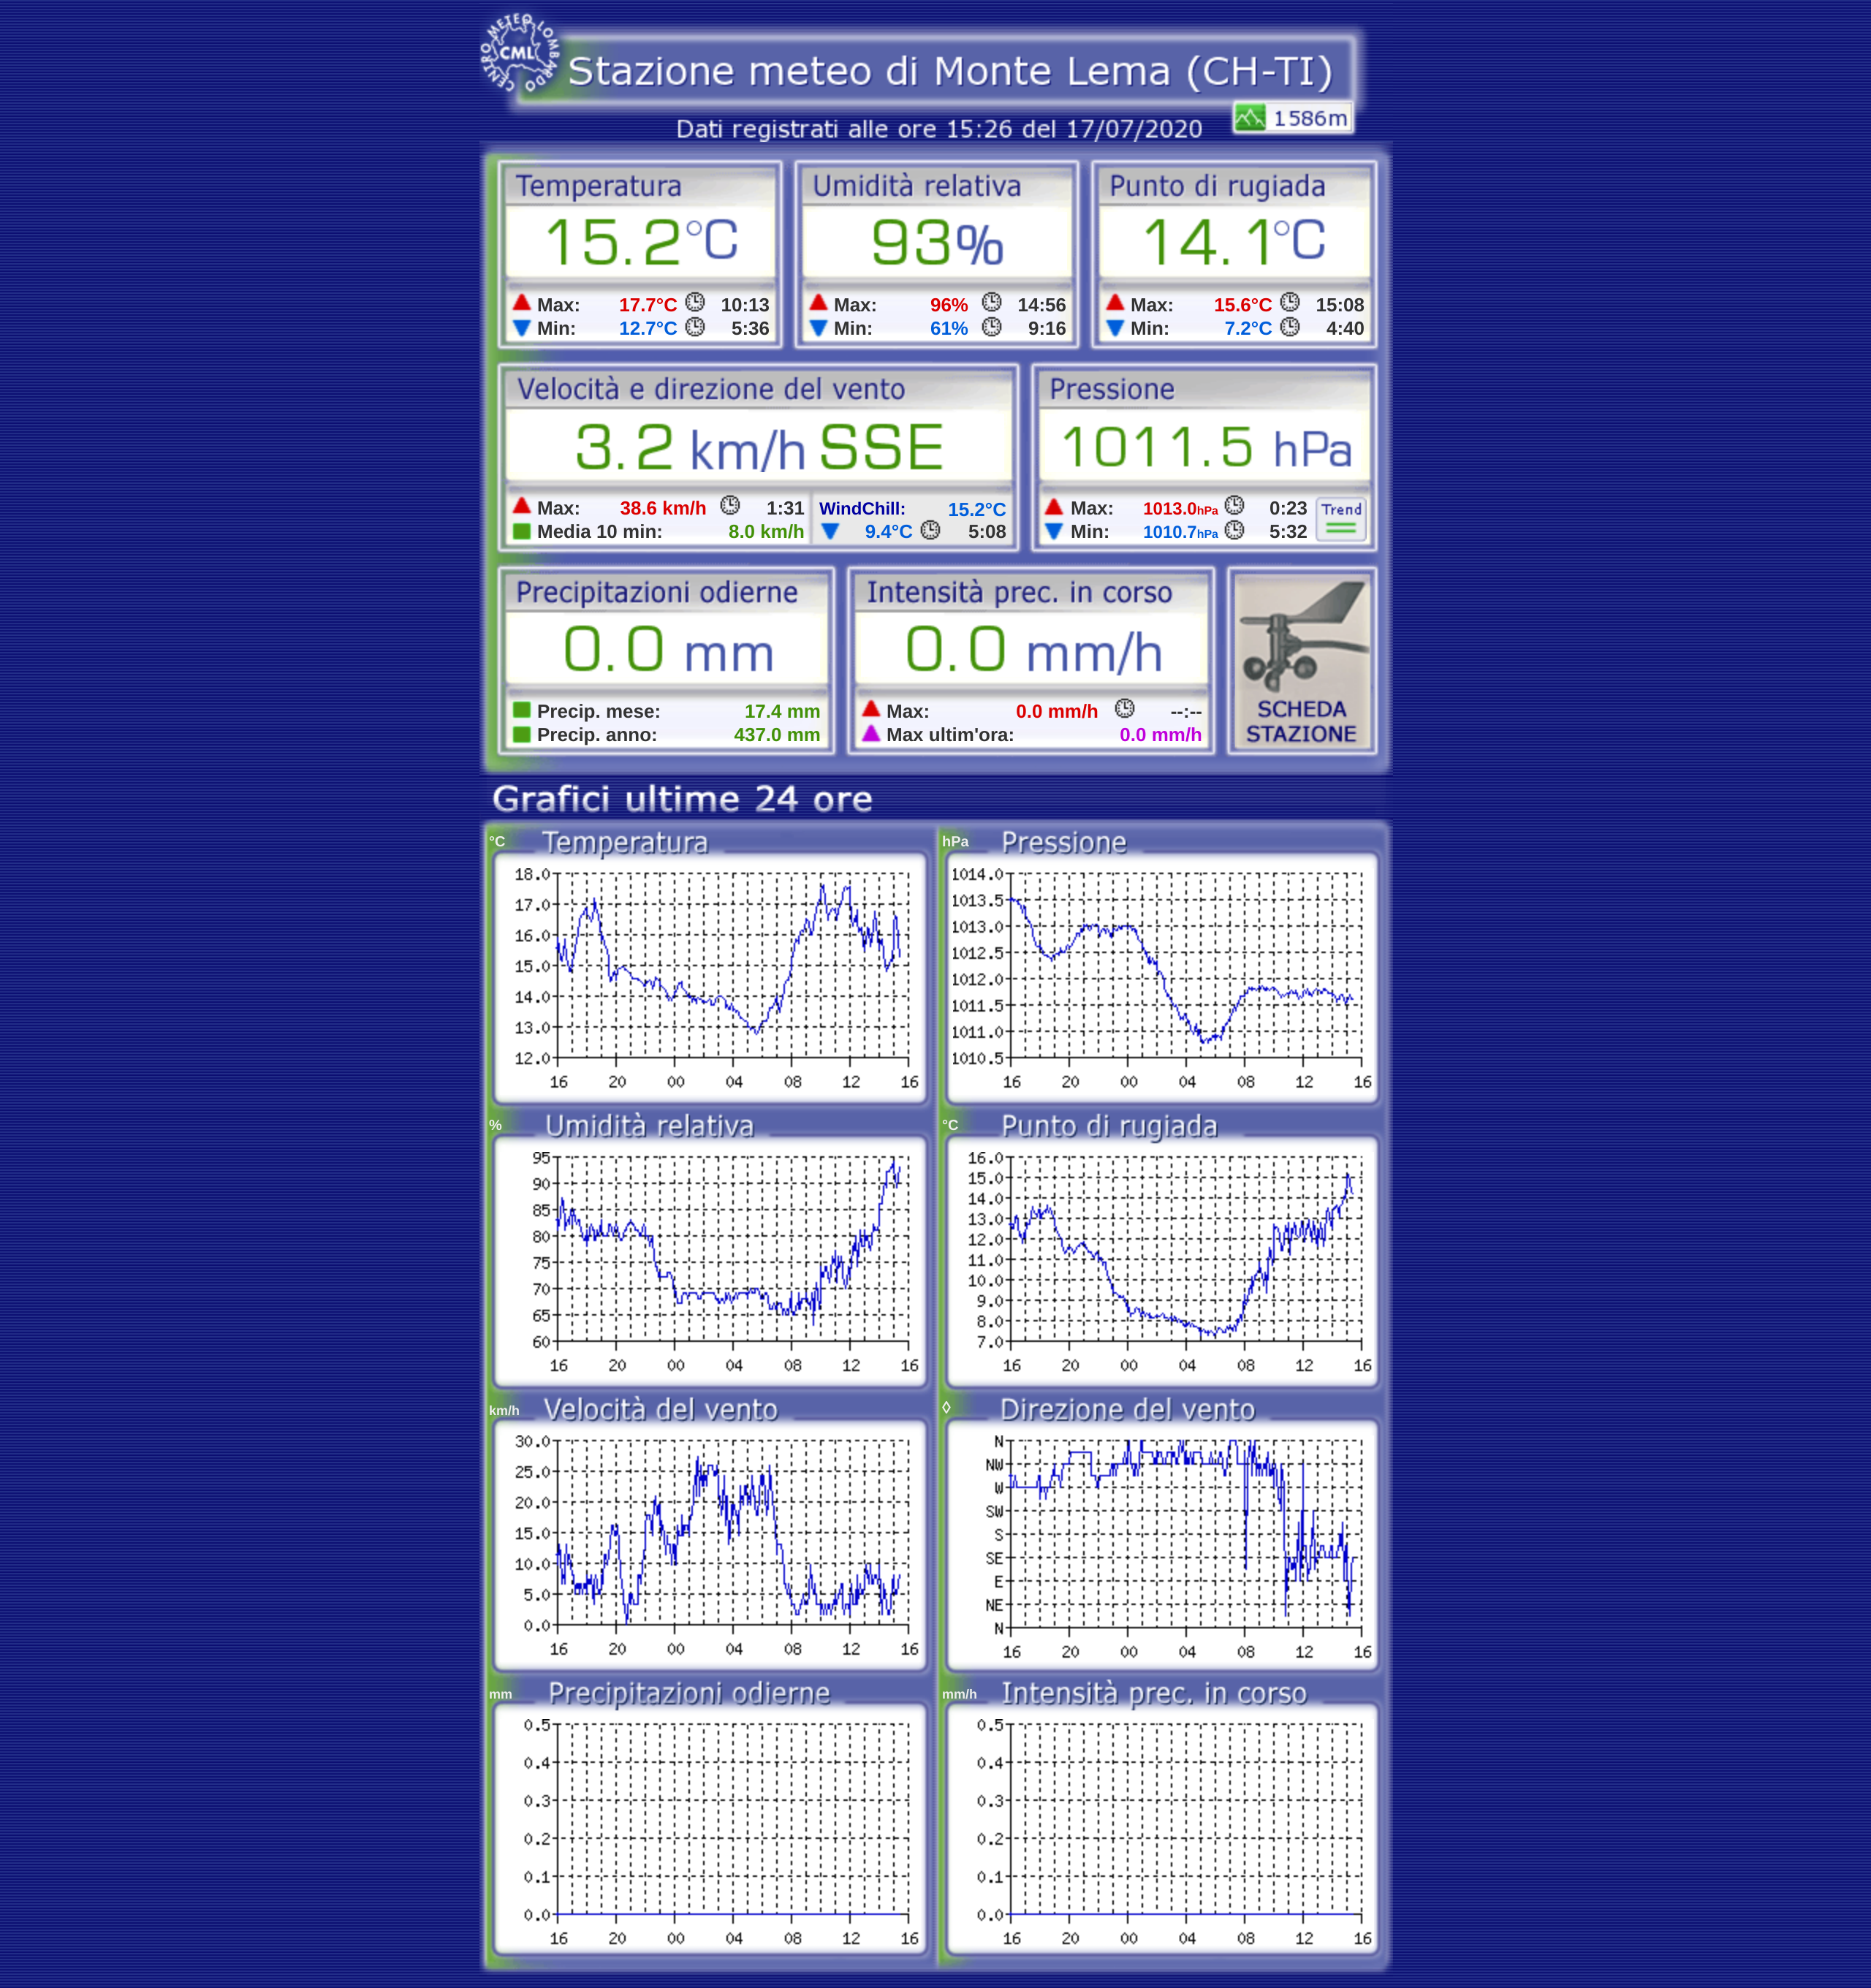 CENTRO METEO LOMBARDO
CML
Stazione meteo di Monte Lema (CH-TI)
1586m
Dati registrati alle ore 15:26 del 17/07/2020
Temperatura Umidità relativa Punto di rugiada
15.2°C 93% 14.1°C
Max: 17.7°C 10:13 Max: 96% 14:56 Max: 15.6°C 15:08
Min: 12.7°C 5:36 Min: 61% 9:16 Min: 7.2°C 4:40
Velocità e direzione del vento Pressione
3.2 km/h SSE 1011.5 hPa
Max: 38.6 km/h 1:31 WindChill: 15.2°C Max: 1013.0hPa 0:23 Trend
Media 10 min: 8.0 km/h 9.4°C 5:08 Min: 1010.7hPa 5:32
Precipitazioni odierne Intensità prec. in corso
0.0 mm 0.0 mm/h
Precip. mese: 17.4 mm Max: 0.0 mm/h --:-- SCHEDA
Precip. anno: 437.0 mm Max ultim'ora: 0.0 mm/h STAZIONE
Grafici ultime 24 ore
°C Temperatura
18.0
17.0
16.0
15.0
14.0
13.0
12.0
16 20 00 04 08 12 16
hPa Pressione
1014.0
1013.5
1013.0
1012.5
1012.0
1011.5
1011.0
1010.5
16 20 00 04 08 12 16
% Umidità relativa
95
90
85
80
75
70
65
60
16 20 00 04 08 12 16
°C Punto di rugiada
16.0
15.0
14.0
13.0
12.0
11.0
10.0
9.0
8.0
7.0
16 20 00 04 08 12 16
km/h Velocità del vento
30.0
25.0
20.0
15.0
10.0
5.0
0.0
16 20 00 04 08 12 16
◊ Direzione del vento
N
NW
W
SW
S
SE
E
NE
N
16 20 00 04 08 12 16
mm Precipitazioni odierne
0.5
0.4
0.3
0.2
0.1
0.0
16 20 00 04 08 12 16
mm/h Intensità prec. in corso
0.5
0.4
0.3
0.2
0.1
0.0
16 20 00 04 08 12 16